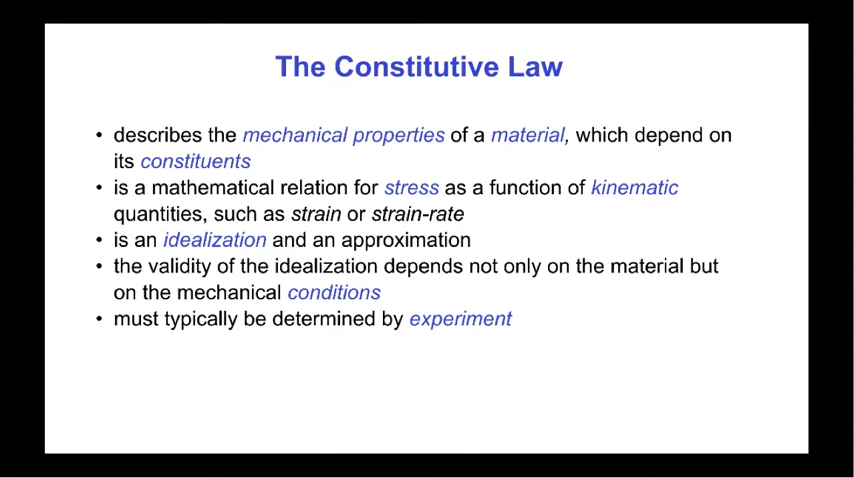 The Constitutive Law
• describes the mechanical properties of a material, which depend on
its constituents
• is a mathematical relation for stress as a function of kinematic
quantities, such as strain or strain-rate
• is an idealization and an approximation
• the validity of the idealization depends not only on the material but
on the mechanical conditions
• must typically be determined by experiment